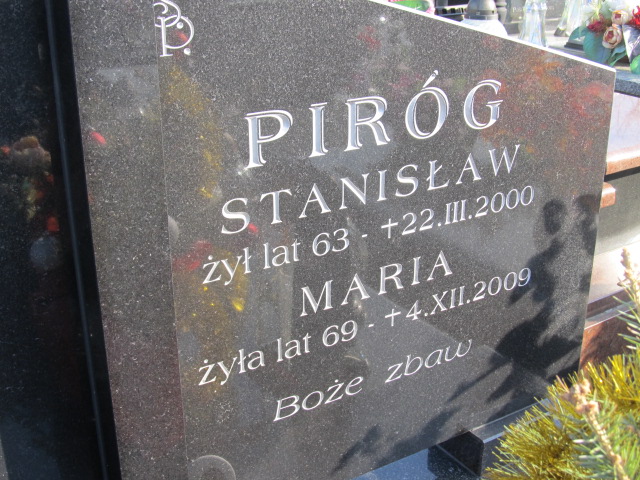 Ś.P.
PIRÓG
STANISŁAW
żył lat 63 - +22.III.2000
MARIA
żyła lat 69 - +4.XII.2009
Boże zbaw